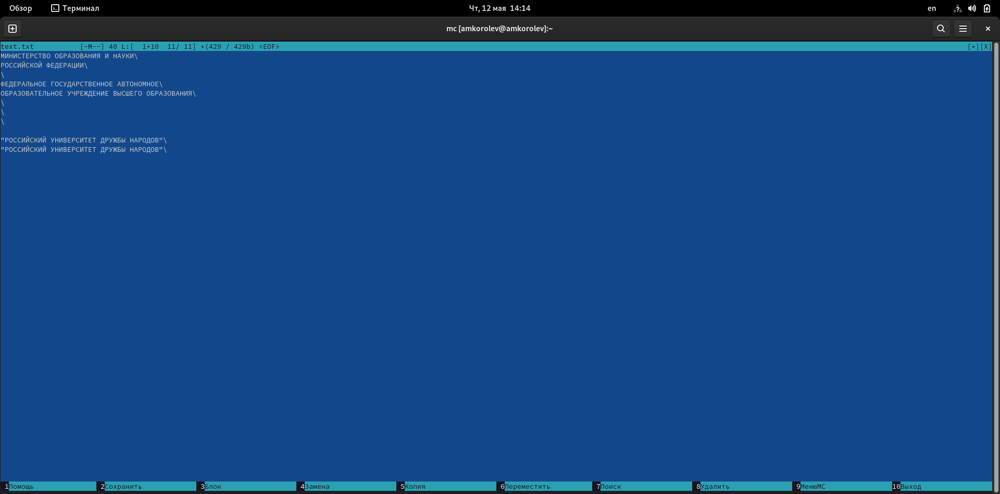 Обзор Терминал Чт, 12 мая 14:14 en
mc [amkorolev@amkorolev]:~
text.txt [-M--] 40 L:[ 1+10 11/ 11] *(429 / 429b) <EOF> [*][X]
МИНИСТЕРСТВО ОБРАЗОВАНИЯ И НАУКИ\
РОССИЙСКОЙ ФЕДЕРАЦИИ\
\
ФЕДЕРАЛЬНОЕ ГОСУДАРСТВЕННОЕ АВТОНОМНОЕ\
ОБРАЗОВАТЕЛЬНОЕ УЧРЕЖДЕНИЕ ВЫСШЕГО ОБРАЗОВАНИЯ\
\
\
\
"РОССИЙСКИЙ УНИВЕРСИТЕТ ДРУЖБЫ НАРОДОВ"\
"РОССИЙСКИЙ УНИВЕРСИТЕТ ДРУЖБЫ НАРОДОВ"\
1Помощь 2Сохранить 3Блок 4Замена 5Копия 6Переместить 7Поиск 8Удалить 9МенюMC 10Выход